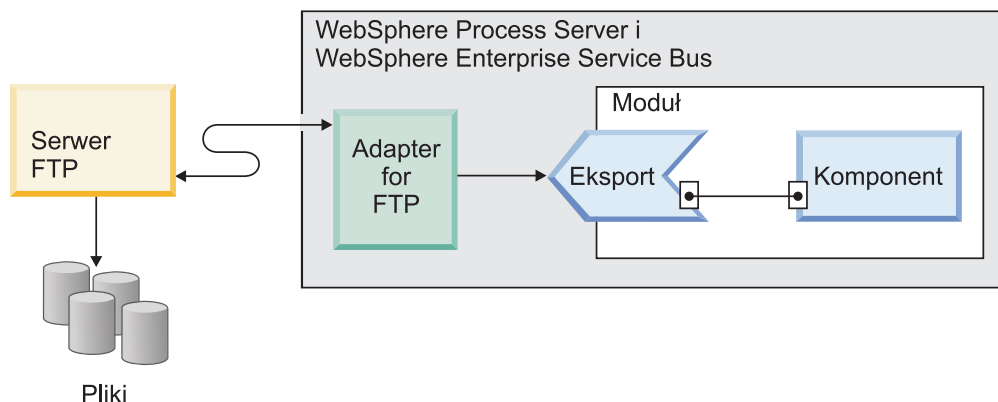 WebSphere Process Server i
WebSphere Enterprise Service Bus
Moduł
Serwer
FTP
Adapter
for
FTP
Eksport
Komponent
Pliki